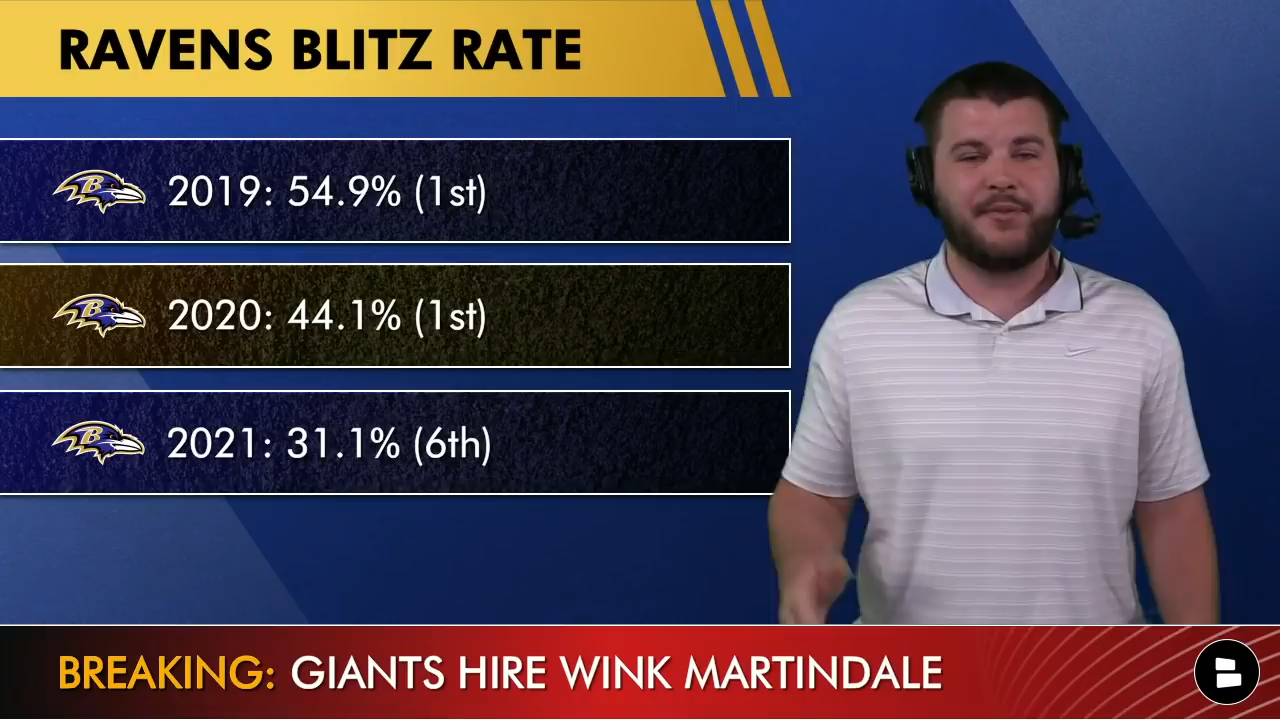 RAVENS BLITZ RATE
2019: 54.9% (1st)
2020: 44.1% (1st)
2021: 31.1% (6th)
BREAKING: GIANTS HIRE WINK MARTINDALE